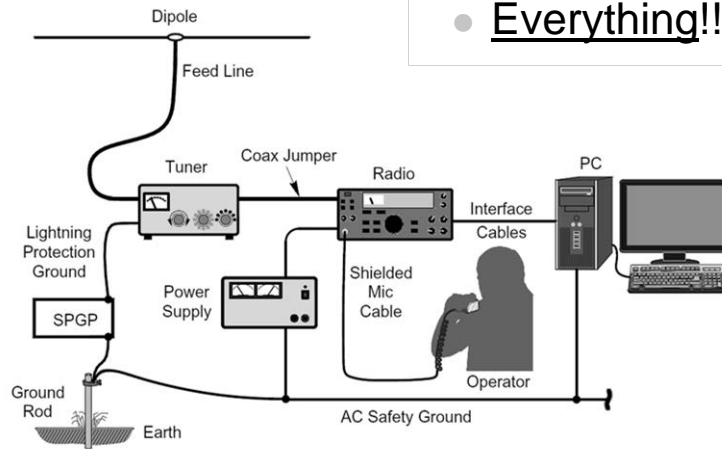 • Everything!!
Dipole
Feed Line
Tuner
Coax Jumper
Radio
PC
Interface
Cables
Lightning
Protection
Ground
Power
Supply
Shielded
Mic
Cable
SPGP
Operator
Ground
Rod
Earth
AC Safety Ground